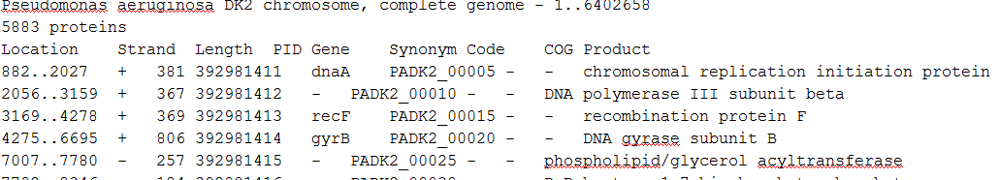 Pseudomonas aeruginosa DK2 chromosome, complete genome - 1..6402658
5883 proteins
Location Strand Length PID Gene Synonym Code COG Product
882..2027 + 381 392981411 dnaA PADK2_00005 - - chromosomal replication initiation protein
2056..3159 + 367 392981412 - PADK2_00010 - - DNA polymerase III subunit beta
3169..4278 + 369 392981413 recF PADK2_00015 - - recombination protein F
4275..6695 + 806 392981414 gyrB PADK2_00020 - - DNA gyrase subunit B
7007..7780 - 257 392981415 - PADK2_00025 - - phospholipid/glycerol acyltransferase